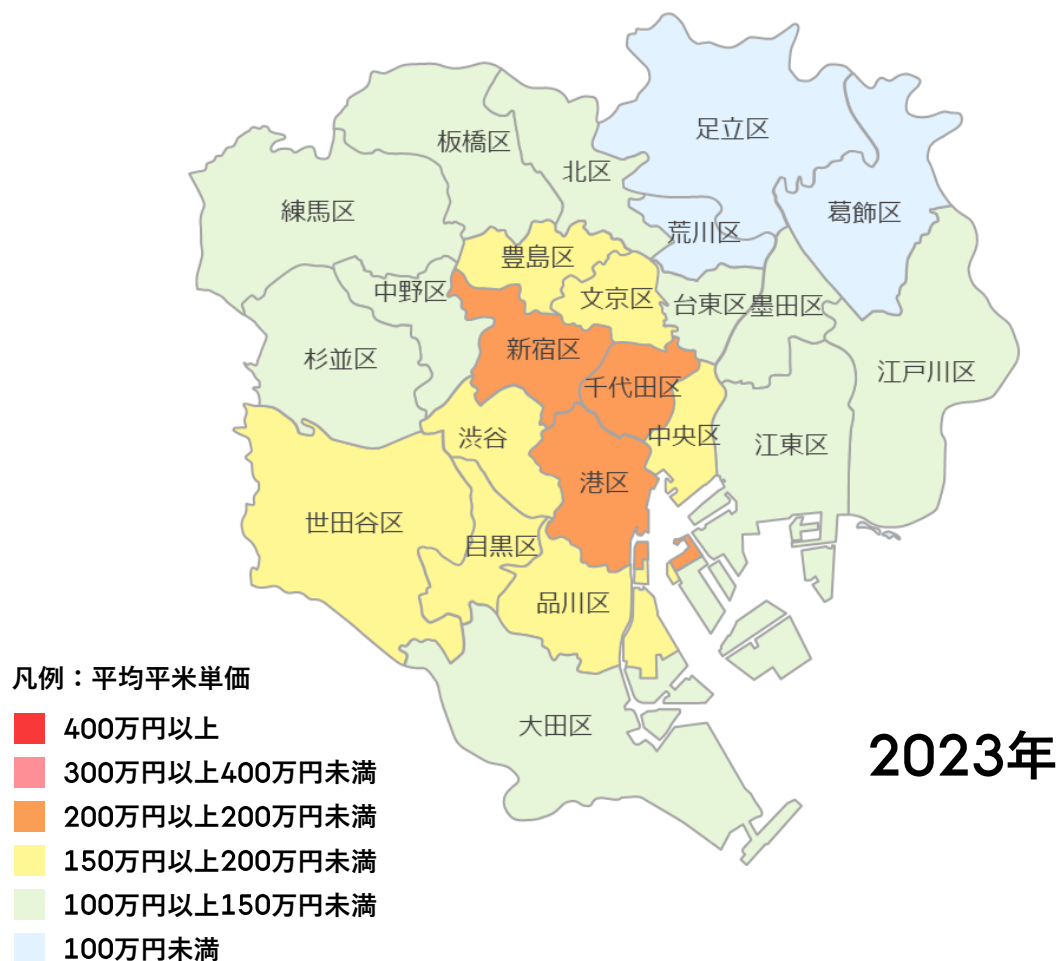 足立区
板橋区
北区
練馬区
葛飾区
荒川区
豊島区
中野区
文京区
台東区
墨田区
新宿区
杉並区
江戸川区
千代田区
渋谷
中央区
江東区
港区
世田谷区
目黒区
品川区
大田区
凡例：平均平米単価
400万円以上
300万円以上400万円未満
200万円以上200万円未満
150万円以上200万円未満
100万円以上150万円未満
100万円未満
2023年